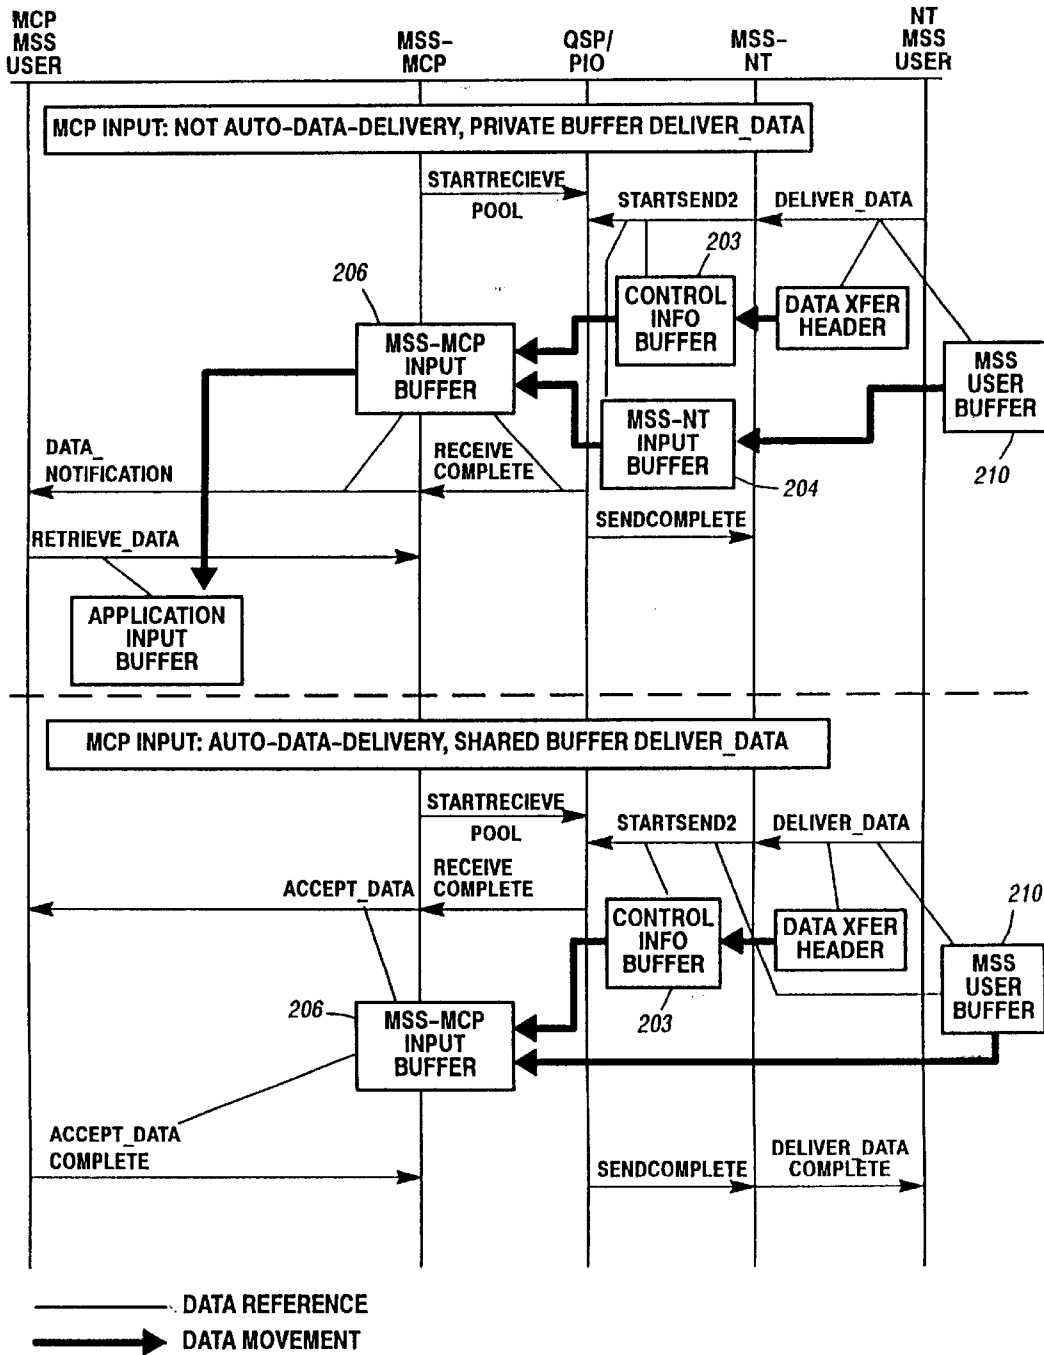 MCP
MSS
USER
MSS-
MCP
QSP/
PIO
MSS-
NT
NT
MSS
USER
MCP INPUT: NOT AUTO-DATA-DELIVERY, PRIVATE BUFFER DELIVER_DATA
STARTRECIEVE
POOL
STARTSEND2
DELIVER_DATA
203
206
CONTROL
INFO
BUFFER
DATA XFER
HEADER
MSS-MCP
INPUT
BUFFER
MSS
USER
BUFFER
MSS-NT
INPUT
BUFFER
DATA_
NOTIFICATION
RECEIVE
COMPLETE
204
210
SENDCOMPLETE
RETRIEVE_DATA
APPLICATION
INPUT
BUFFER
MCP INPUT: AUTO-DATA-DELIVERY, SHARED BUFFER DELIVER_DATA
STARTRECIEVE
POOL
STARTSEND2
DELIVER_DATA
ACCEPT_DATA
RECEIVE
COMPLETE
210
CONTROL
INFO
BUFFER
DATA XFER
HEADER
MSS
USER
BUFFER
206
203
MSS-MCP
INPUT
BUFFER
ACCEPT_DATA
COMPLETE
SENDCOMPLETE
DELIVER_DATA
COMPLETE
DATA REFERENCE
DATA MOVEMENT